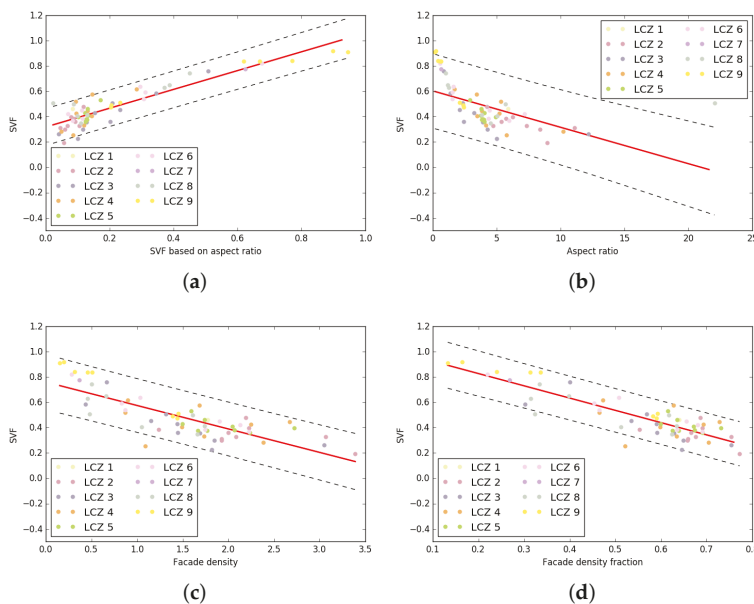 1.2
1.0
0.8
0.6
0.4
0.2
0.0
−0.2
−0.4
SVF
LCZ 1 LCZ 6
LCZ 2 LCZ 7
LCZ 3 LCZ 8
LCZ 4 LCZ 9
LCZ 5
0.0 0.2 0.4 0.6 0.8 1.0
SVF based on aspect ratio
(a)
1.2
1.0
0.8
0.6
0.4
0.2
0.0
−0.2
−0.4
SVF
LCZ 1 LCZ 6
LCZ 2 LCZ 7
LCZ 3 LCZ 8
LCZ 4 LCZ 9
LCZ 5
0 5 10 15 20 25
Aspect ratio
(b)
1.2
1.0
0.8
0.6
0.4
0.2
0.0
−0.2
−0.4
SVF
LCZ 1 LCZ 6
LCZ 2 LCZ 7
LCZ 3 LCZ 8
LCZ 4 LCZ 9
LCZ 5
0.0 0.5 1.0 1.5 2.0 2.5 3.0 3.5
Facade density
(c)
1.2
1.0
0.8
0.6
0.4
0.2
0.0
−0.2
−0.4
SVF
LCZ 1 LCZ 6
LCZ 2 LCZ 7
LCZ 3 LCZ 8
LCZ 4 LCZ 9
LCZ 5
0.1 0.2 0.3 0.4 0.5 0.6 0.7 0.8
Facade density fraction
(d)